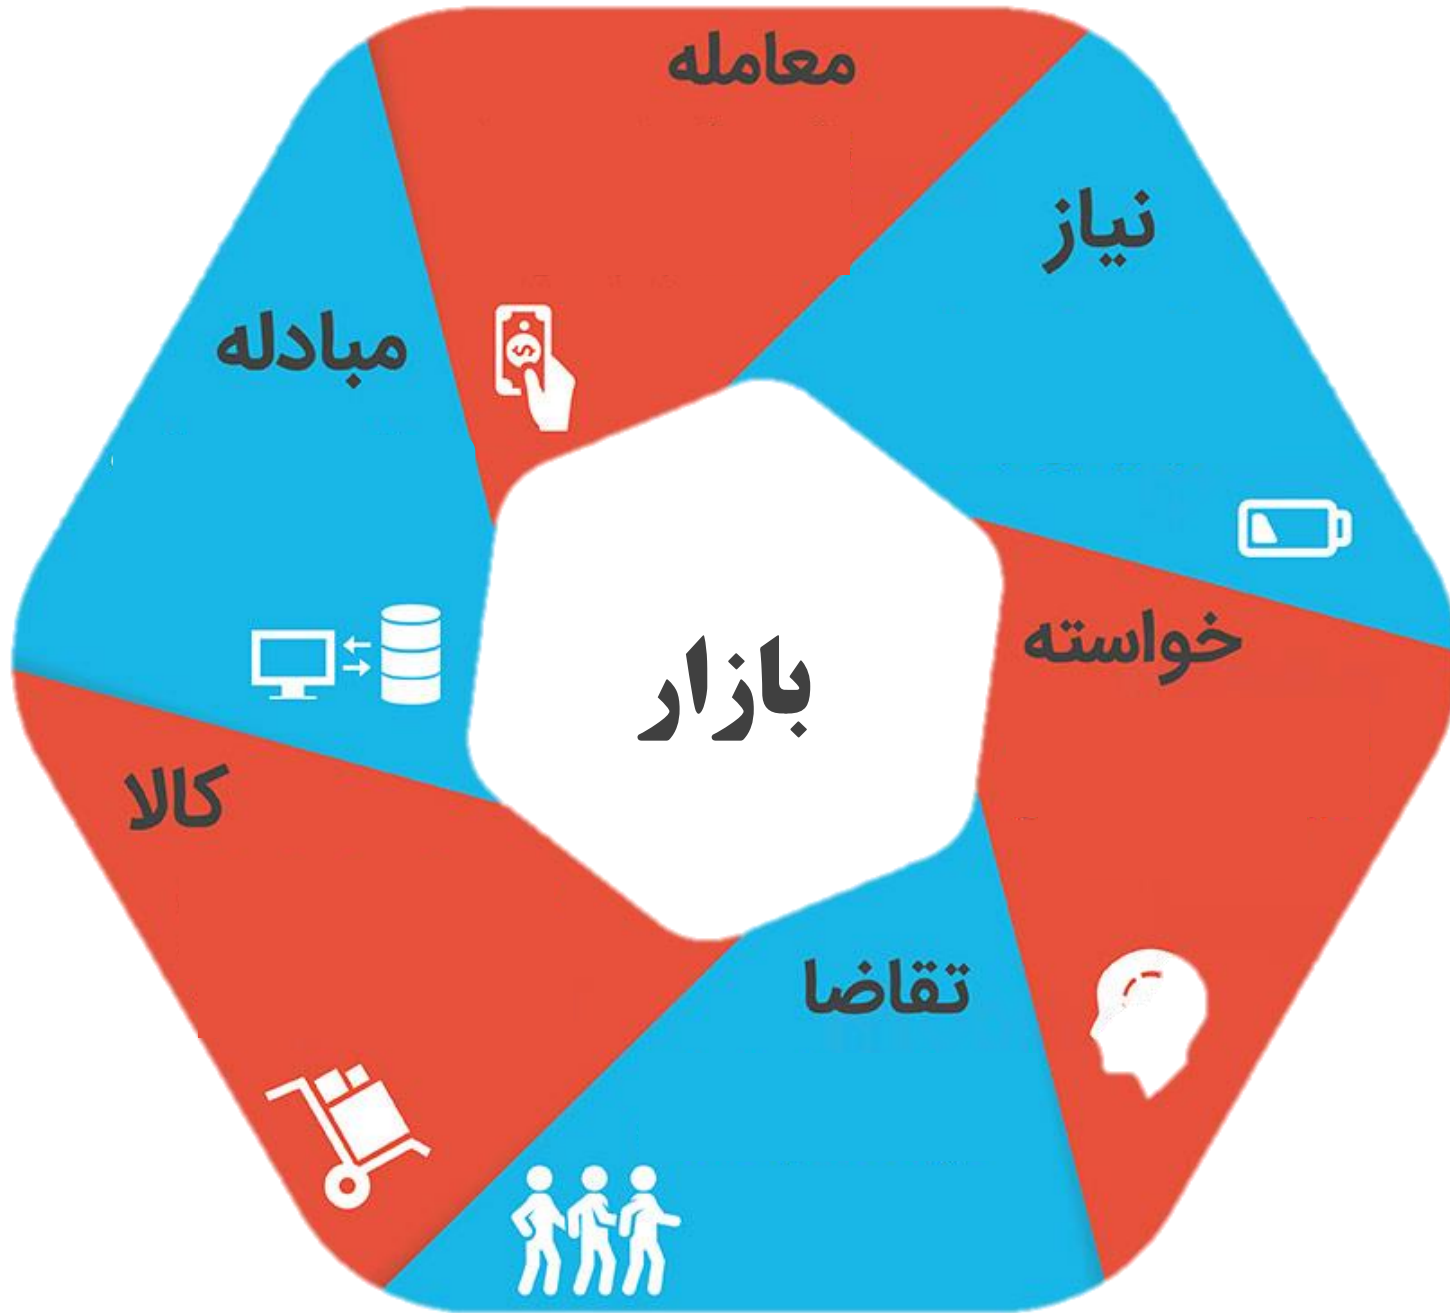 معامله
نیاز
خواسته
تقاضا
کالا
مبادله
بازار